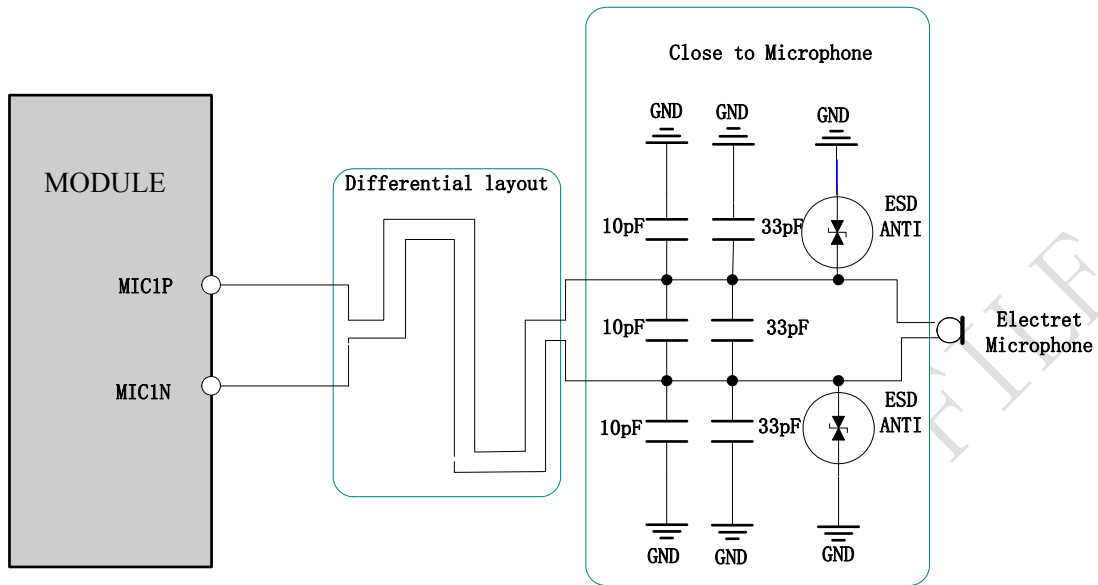 Close to Microphone
GND
GND
GND
MODULE
Differential layout
10pF
33pF
ESD
ANTI
MIC1P
10pF
33pF
Electret
Microphone
MIC1N
10pF
33pF
ESD
ANTI
GND
GND
GND
FILE